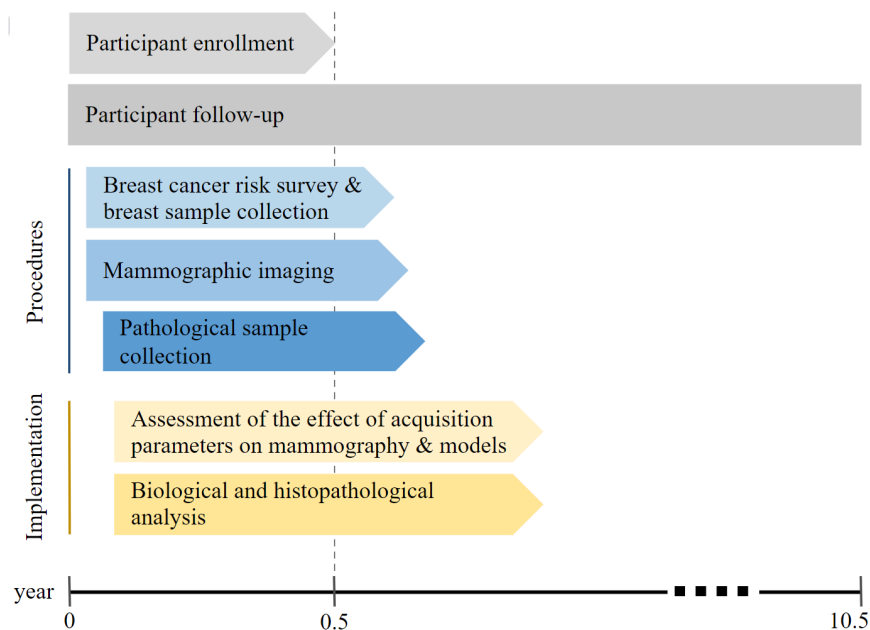 Participant enrollment
Participant follow-up
Procedures
Breast cancer risk survey &
breast sample collection
Mammographic imaging
Pathological sample
collection
Implementation
Assessment of the effect of acquisition
parameters on mammography & models
Biological and histopathological
analysis
year
0
0.5
10.5